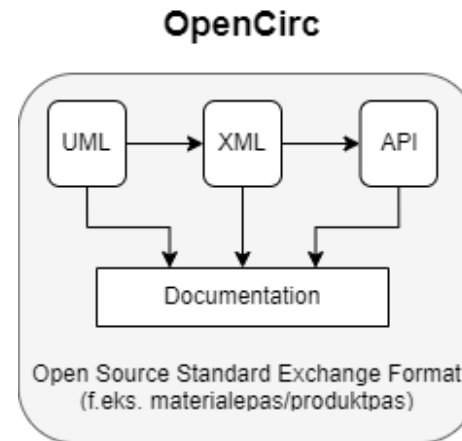 OpenCirc
UML
XML
API
Documentation
Open Source Standard Exchange Format
(f.eks. materialepas/produktpas)